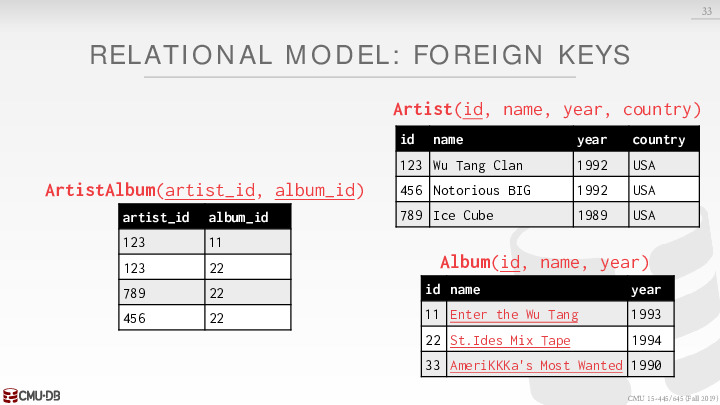 33
RELATIONAL MODEL: FOREIGN KEYS
Artist(id, name, year, country)
id name year country
123 Wu Tang Clan 1992 USA
456 Notorious BIG 1992 USA
789 Ice Cube 1989 USA
ArtistAlbum(artist_id, album_id)
artist_id album_id
123 11
123 22
789 22
456 22
Album(id, name, year)
id name year
11 Enter the Wu Tang 1993
22 St.Ides Mix Tape 1994
33 AmeriKKKa's Most Wanted 1990
CMU·DB
CMU 15-445/645 (Fall 2019)